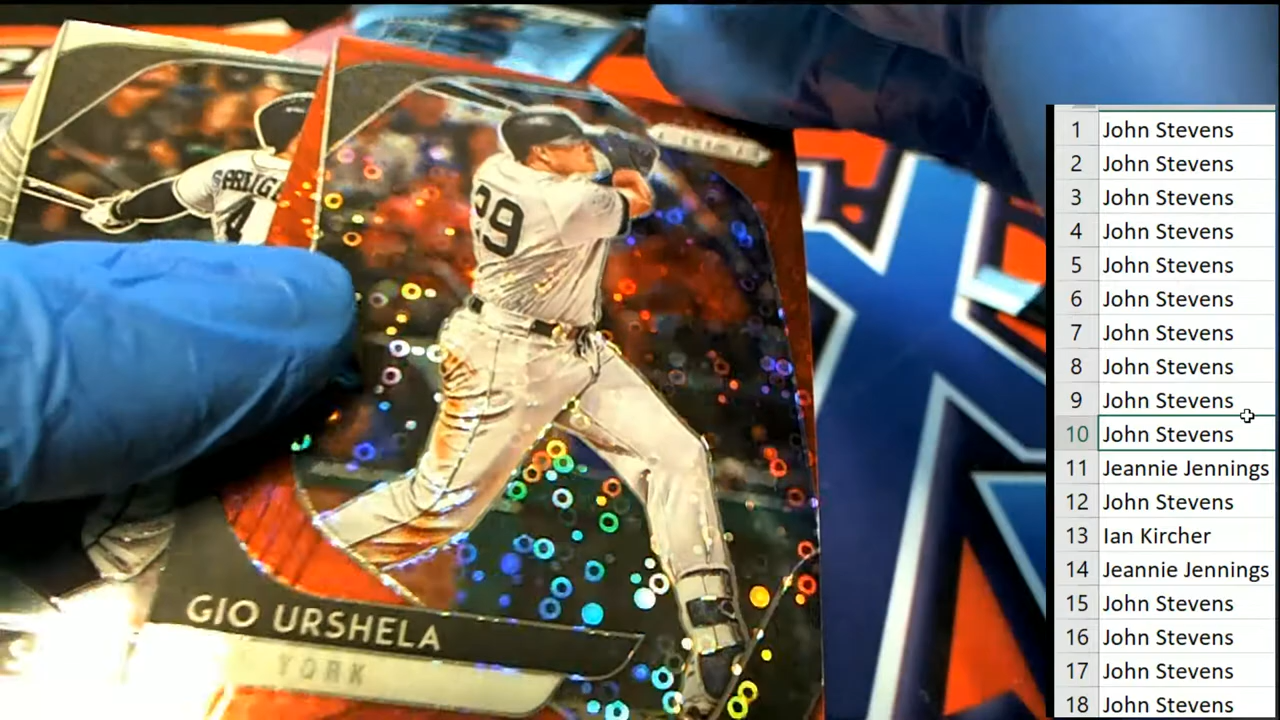 29
4
GIO URSHELA
YORK
1 John Stevens
2 John Stevens
3 John Stevens
4 John Stevens
5 John Stevens
6 John Stevens
7 John Stevens
8 John Stevens
9 John Stevens
10 John Stevens
11 Jeannie Jennings
12 John Stevens
13 Ian Kircher
14 Jeannie Jennings
15 John Stevens
16 John Stevens
17 John Stevens
18 John Stevens